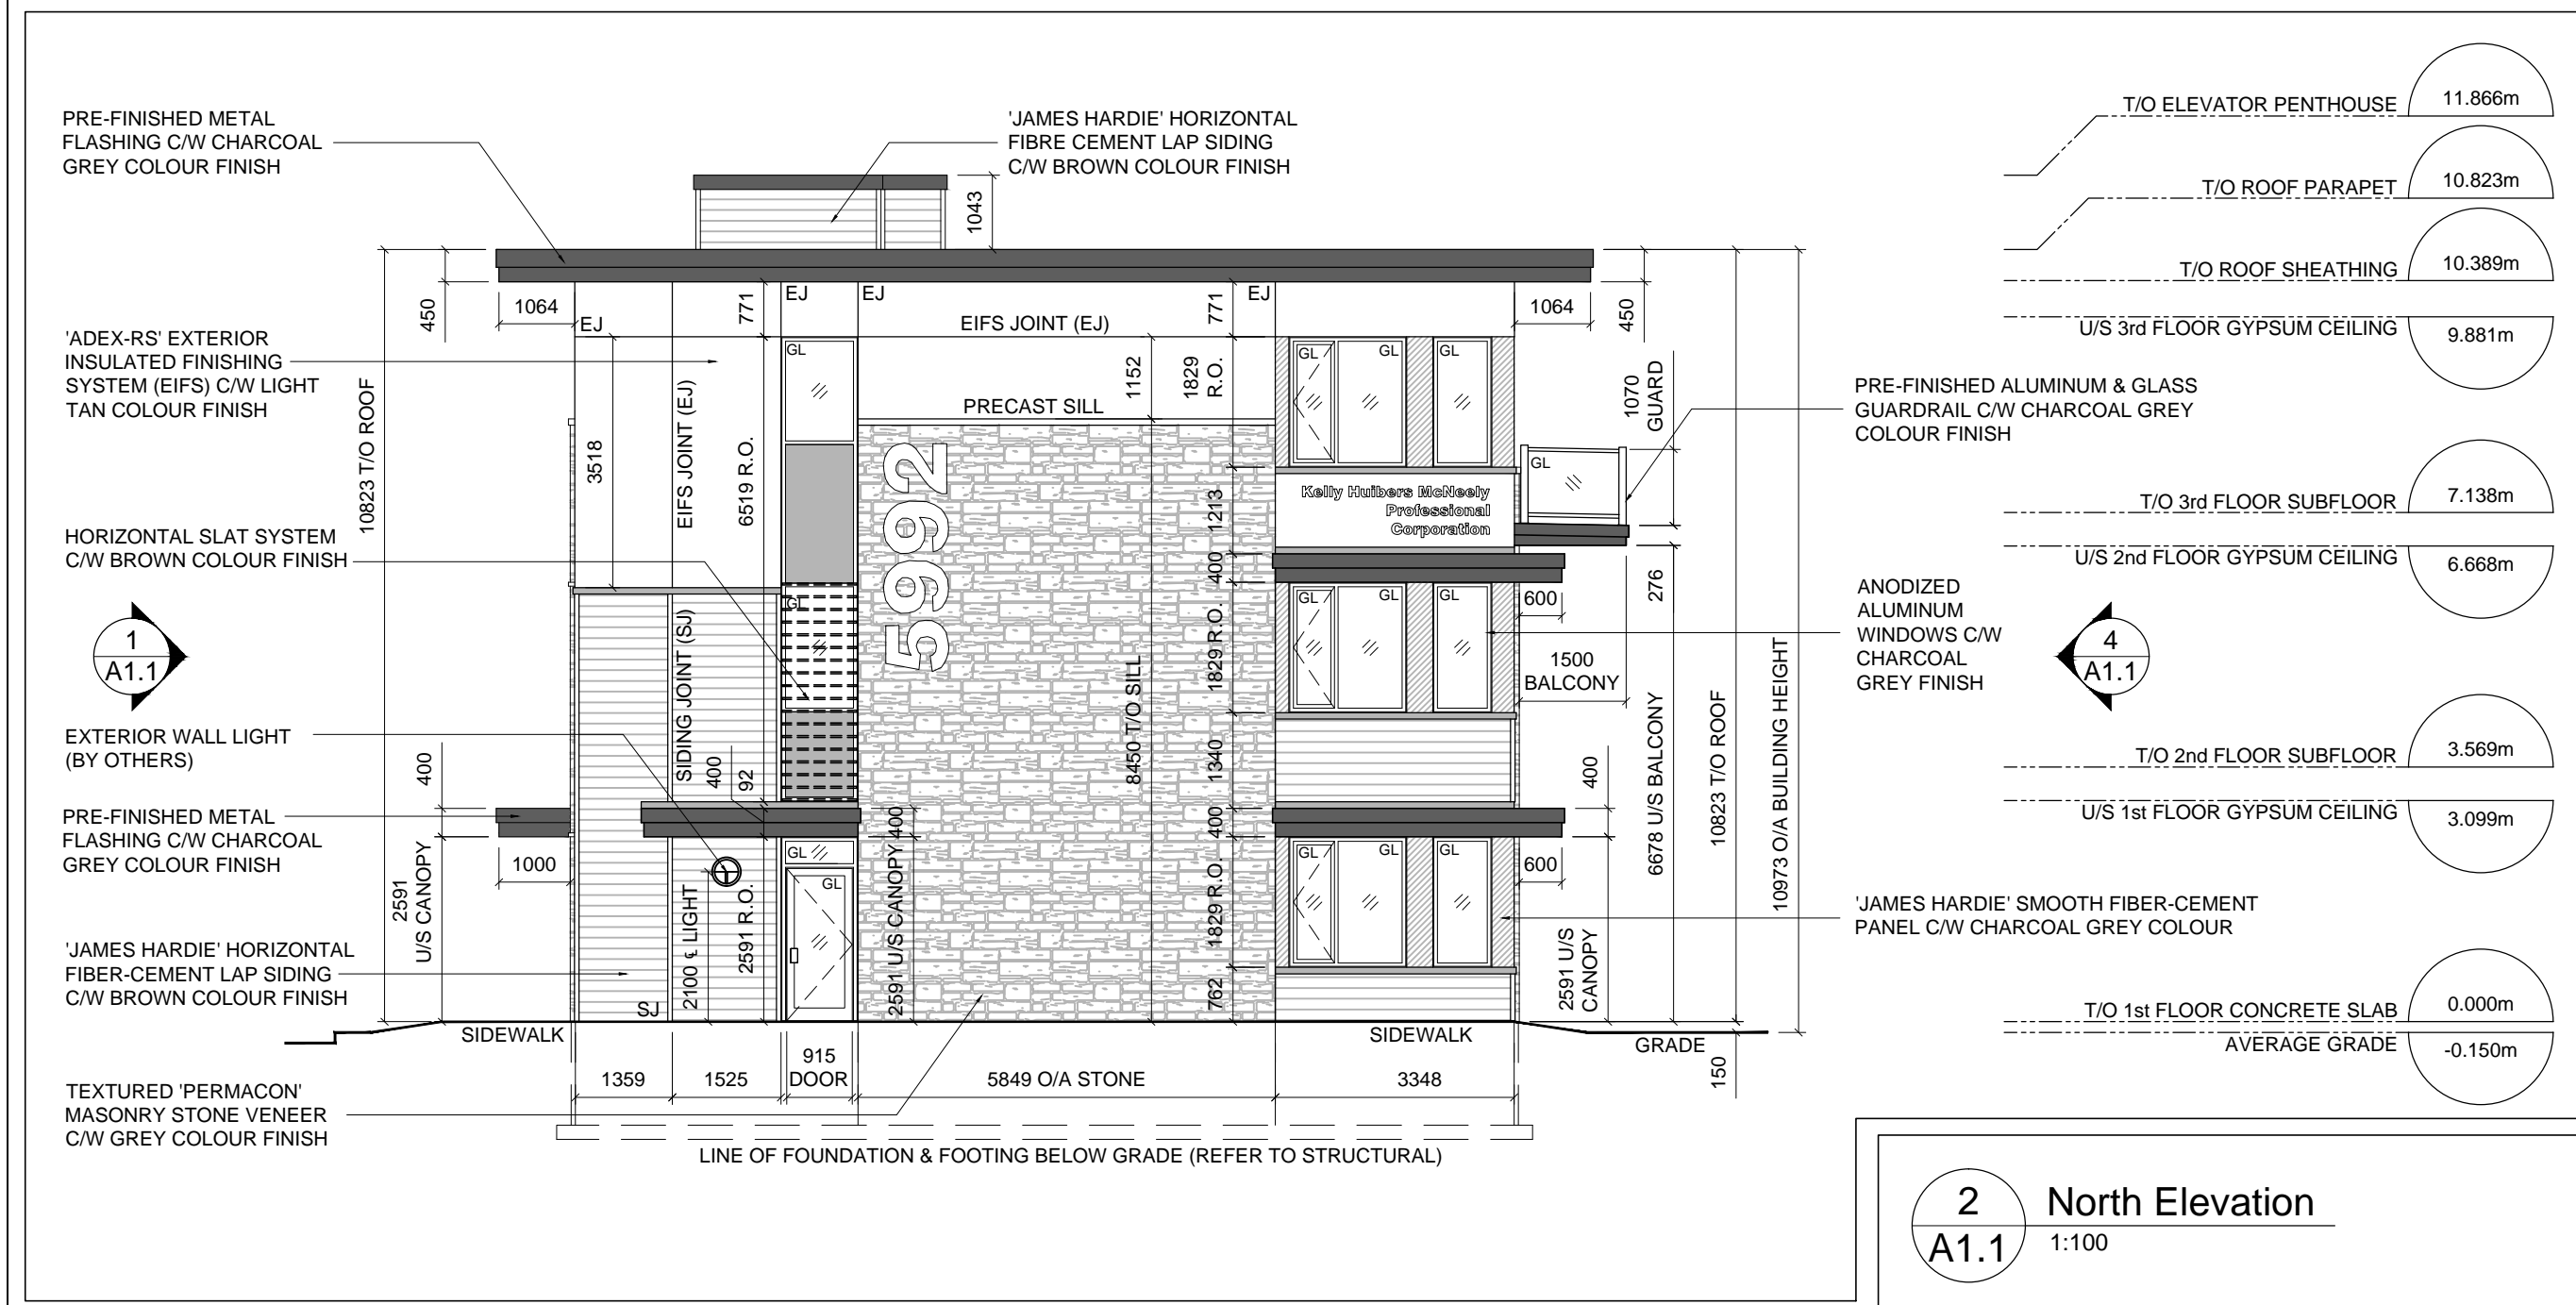 PRE-FINISHED METAL
FLASHING C/W CHARCOAL
GREY COLOUR FINISH
'JAMES HARDIE' HORIZONTAL
FIBRE CEMENT LAP SIDING
C/W BROWN COLOUR FINISH
'ADEX-RS' EXTERIOR
INSULATED FINISHING
SYSTEM (EIFS) C/W LIGHT
TAN COLOUR FINISH
HORIZONTAL SLAT SYSTEM
C/W BROWN COLOUR FINISH
1
A1.1
EXTERIOR WALL LIGHT
(BY OTHERS)
PRE-FINISHED METAL
FLASHING C/W CHARCOAL
GREY COLOUR FINISH
'JAMES HARDIE' HORIZONTAL
FIBER-CEMENT LAP SIDING
C/W BROWN COLOUR FINISH
TEXTURED 'PERMACON'
MASONRY STONE VENEER
C/W GREY COLOUR FINISH
10823 T/O ROOF
450
1064
400
2591
U/S CANOPY
1000
1043
EJ
3518
EIFS JOINT (EJ)
771
6519 R.O.
EJ
EJ
EIFS JOINT (EJ)
EJ
771
1064
450
GL
PRECAST SILL
1152
1829
R.O.
GL
GL
GL
1070
GUARD
5992
Kelly Huibers McNeely
Professional
Corporation
GL
1213
400
GL
GL
GL
GL
600
276
SIDING JOINT (SJ)
400
92
8450 T/O SILL
1829 R.O.
1340
400
1500
BALCONY
6678 U/S BALCONY
10823 T/O ROOF
10973 O/A BUILDING HEIGHT
400
GL
GL
400
2591 U/S CANOPY
2100 ℄ LIGHT
2591 R.O.
GL
GL
GL
1829 R.O.
762
600
2591 U/S
CANOPY
SJ
SIDEWALK
SIDEWALK
GRADE
150
1359
1525
915
DOOR
5849 O/A STONE
3348
LINE OF FOUNDATION & FOOTING BELOW GRADE (REFER TO STRUCTURAL)
PRE-FINISHED ALUMINUM & GLASS
GUARDRAIL C/W CHARCOAL GREY
COLOUR FINISH
ANODIZED
ALUMINUM
WINDOWS C/W
CHARCOAL
GREY FINISH
4
A1.1
'JAMES HARDIE' SMOOTH FIBER-CEMENT
PANEL C/W CHARCOAL GREY COLOUR
T/O ELEVATOR PENTHOUSE 11.866m
T/O ROOF PARAPET 10.823m
T/O ROOF SHEATHING 10.389m
U/S 3rd FLOOR GYPSUM CEILING 9.881m
T/O 3rd FLOOR SUBFLOOR 7.138m
U/S 2nd FLOOR GYPSUM CEILING 6.668m
T/O 2nd FLOOR SUBFLOOR 3.569m
U/S 1st FLOOR GYPSUM CEILING 3.099m
T/O 1st FLOOR CONCRETE SLAB 0.000m
AVERAGE GRADE -0.150m
2
A1.1
North Elevation
1:100